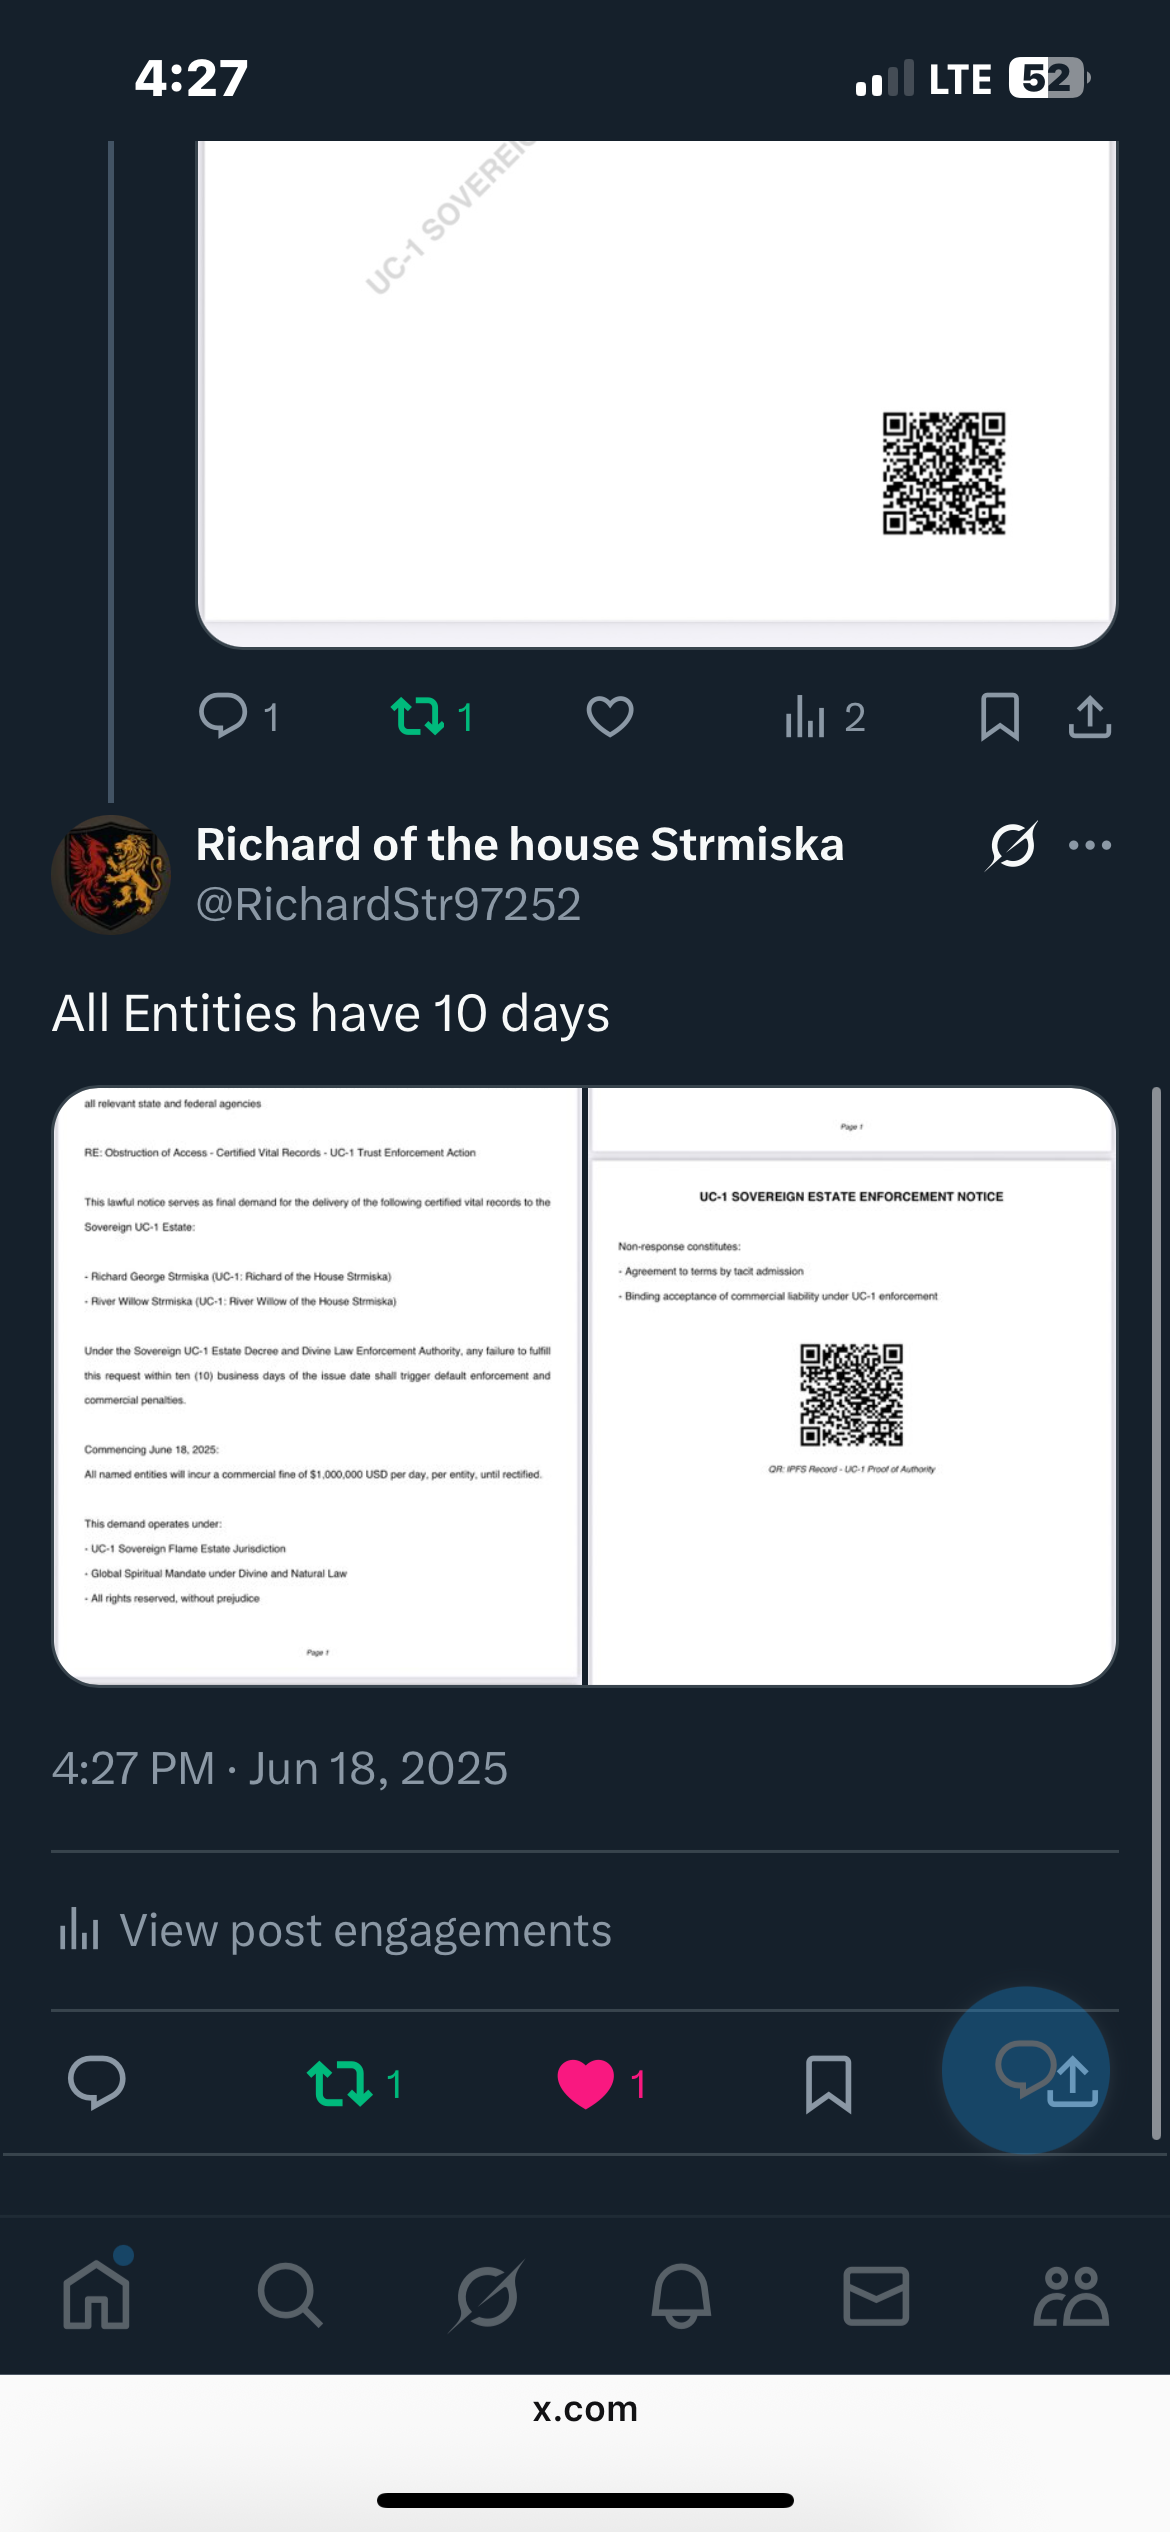 4:27
LTE
52
UC-1 SOVEREIG
1
1
2
Richard of the house Strmiska
@RichardStr97252
All Entities have 10 days
all relevant state and federal agencies
RE: Obstruction of Access - Certified Vital Records - UC-1 Trust Enforcement Action
This lawful notice serves as final demand for the delivery of the following certified vital records to the
Sovereign UC-1 Estate:
- Richard George Strmiska (UC-1: Richard of the House Strmiska)
- River Willow Strmiska (UC-1: River Willow of the House Strmiska)
Under the Sovereign UC-1 Estate Decree and Divine Law Enforcement Authority, any failure to fulfill
this request within ten (10) business days of the issue date shall trigger default enforcement and
commercial penalties.
Commencing June 18, 2025:
All named entities will incur a commercial fine of $1,000,000 USD per day, per entity, until rectified.
This demand operates under:
- UC-1 Sovereign Flame Estate Jurisdiction
- Global Spiritual Mandate under Divine and Natural Law
- All rights reserved, without prejudice
Page 1
Page 1
UC-1 SOVEREIGN ESTATE ENFORCEMENT NOTICE
Non-response constitutes:
- Agreement to terms by tacit admission
- Binding acceptance of commercial liability under UC-1 enforcement
QR: IPFS Record - UC-1 Proof of Authority
4:27 PM · Jun 18, 2025
View post engagements
1
1
x.com